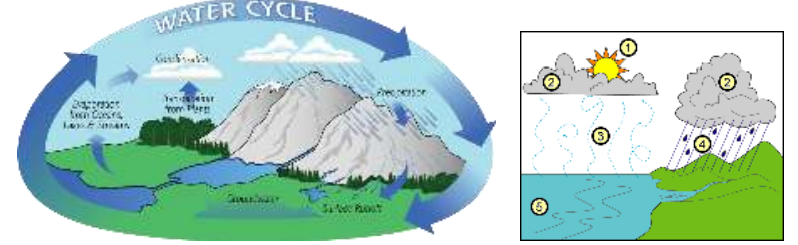 WATER CYCLE
Condensation
Precipitation
Evaporation
from Oceans,
Lakes & Streams
Transpiration
from Plants
Groundwater
Surface Runoff
1
2
2
3
4
5